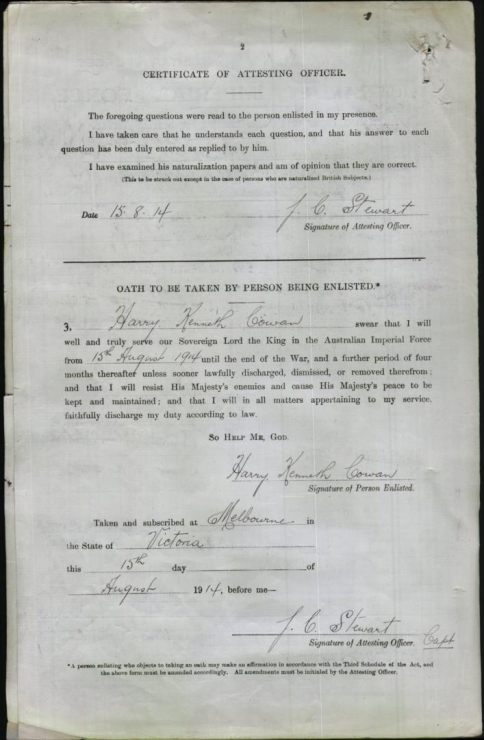 2
CERTIFICATE OF ATTESTING OFFICER.
The foregoing questions were read to the person enlisted in my presence.
I have taken care that he understands each question, and that his answer to each
question has been duly entered as replied to by him.
I have examined his naturalization papers and am of opinion that they are correct.
(This to be struck out except in the case of persons who are naturalized British Subjects.)
Date 15.8.14 J. C. Stewart
Signature of Attesting Officer.
OATH TO BE TAKEN BY PERSON BEING ENLISTED.*
3, Harry Kenneth Cowan swear that I will
well and truly serve our Sovereign Lord the King in the Australian Imperial Force
from 15th August 1914 until the end of the War, and a further period of four
months thereafter unless sooner lawfully discharged, dismissed, or removed therefrom;
and that I will resist His Majesty's enemies and cause His Majesty's peace to be
kept and maintained; and that I will in all matters appertaining to my service,
faithfully discharge my duty according to law.
SO HELP ME, GOD.
Harry Kenneth Cowan
Signature of Person Enlisted.
Taken and subscribed at Melbourne in
the State of Victoria
this 15th day of
August 1914, before me—
J. C. Stewart
Signature of Attesting Officer. Capt
*A person enlisting who objects to taking an oath may make an affirmation in accordance with the Third Schedule of the Act, and
the above form must be amended accordingly. All amendments must be initialed by the Attesting Officer.